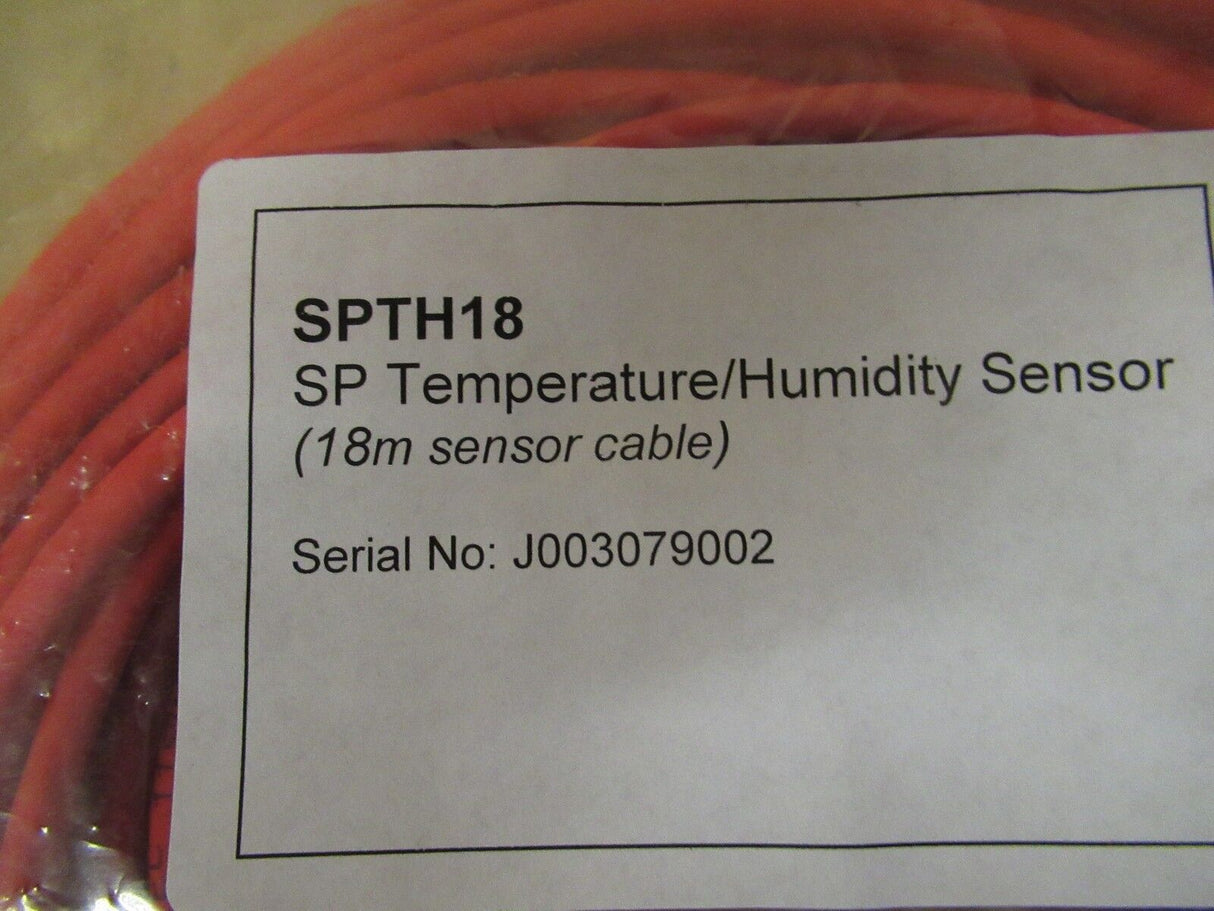 SPTH18
SP Temperature/Humidity Sensor
(18m sensor cable)
Serial No: J003079002